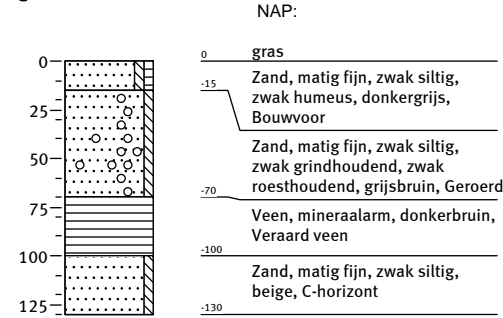 NAP:
0
25
50
75
100
125
0
gras
-15
Zand, matig fijn, zwak siltig,
zwak humeus, donkergrijs,
Bouwvoor
Zand, matig fijn, zwak siltig,
zwak grindhoudend, zwak
roesthoudend, grijsbruin, Geroerd
-70
Veen, mineraalarm, donkerbruin,
Veraard veen
-100
Zand, matig fijn, zwak siltig,
beige, C-horizont
-130